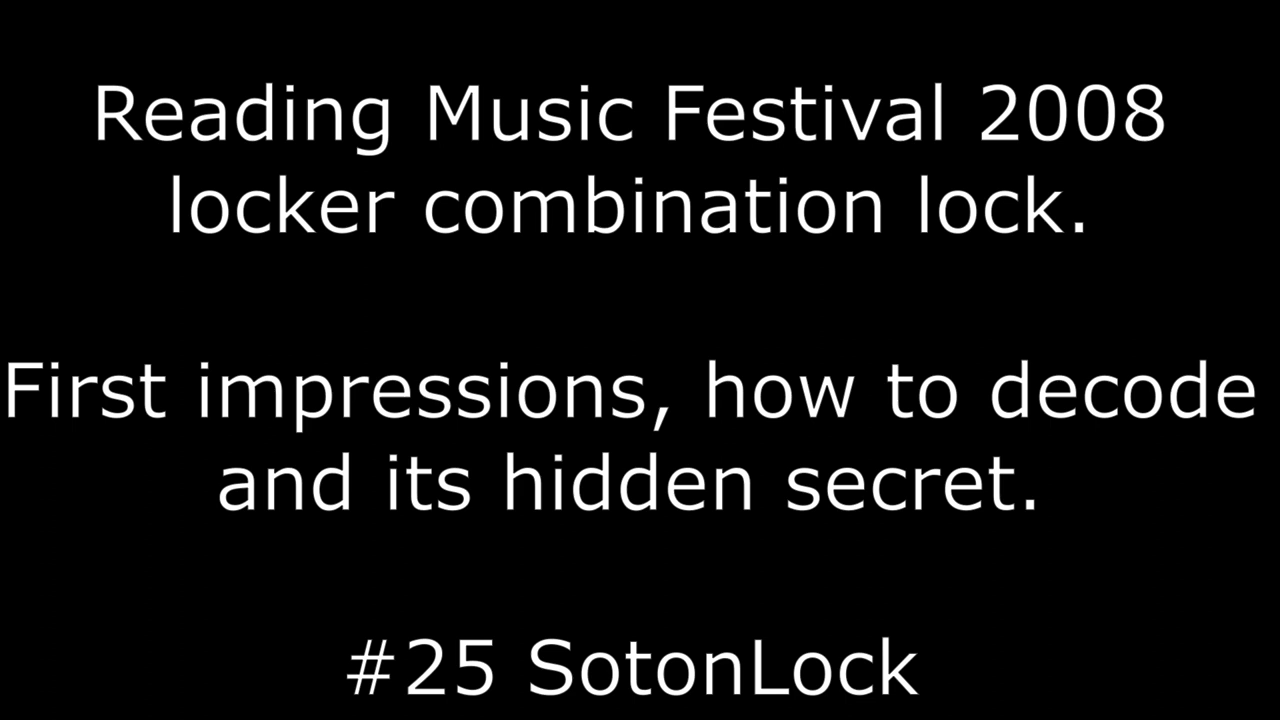 Reading Music Festival 2008
locker combination lock.
First impressions, how to decode
and its hidden secret.
#25 SotonLock